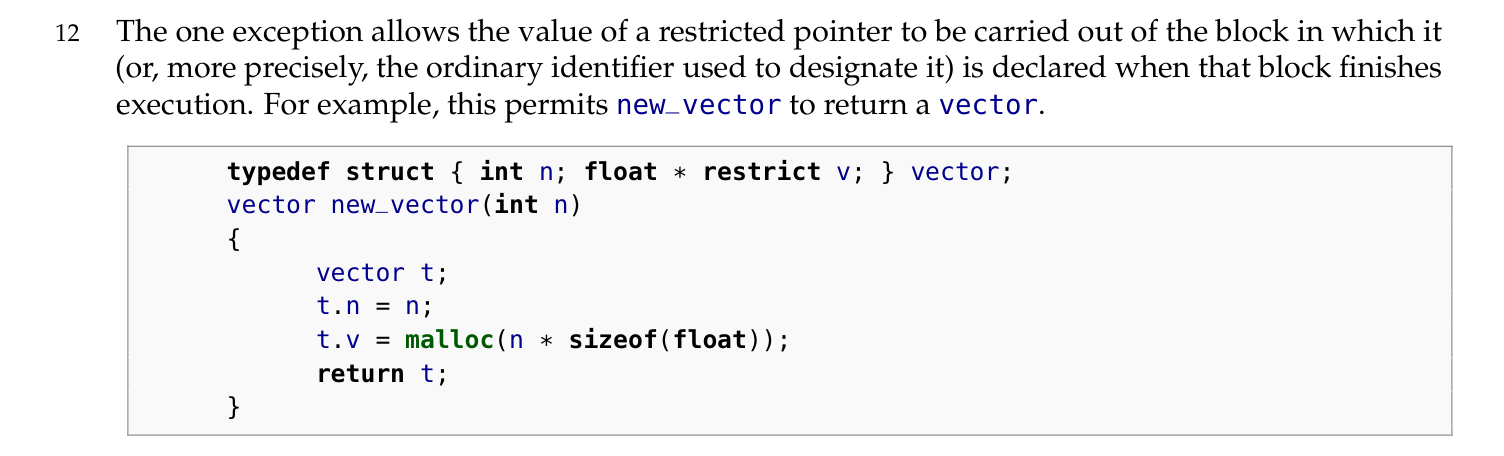 12 The one exception allows the value of a restricted pointer to be carried out of the block in which it
(or, more precisely, the ordinary identifier used to designate it) is declared when that block finishes
execution. For example, this permits new_vector to return a vector.
typedef struct { int n; float * restrict v; } vector;
vector new_vector(int n)
{
vector t;
t.n = n;
t.v = malloc(n * sizeof(float));
return t;
}